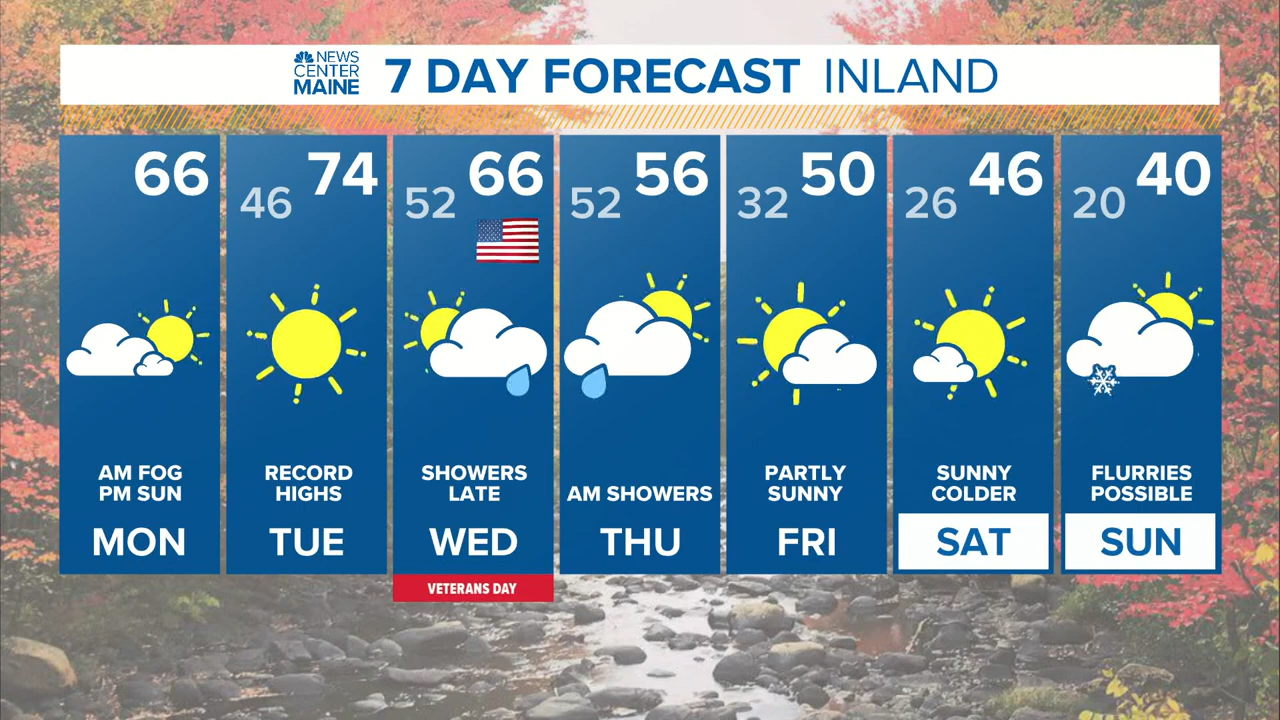 NEWS
CENTER
MAINE
7 DAY FORECAST INLAND
66
46 74
52 66
52 56
32 50
26 46
20 40
AM FOG
PM SUN
RECORD
HIGHS
SHOWERS
LATE
AM SHOWERS
PARTLY
SUNNY
SUNNY
COLDER
FLURRIES
POSSIBLE
MON
TUE
WED
THU
FRI
SAT
SUN
VETERANS DAY